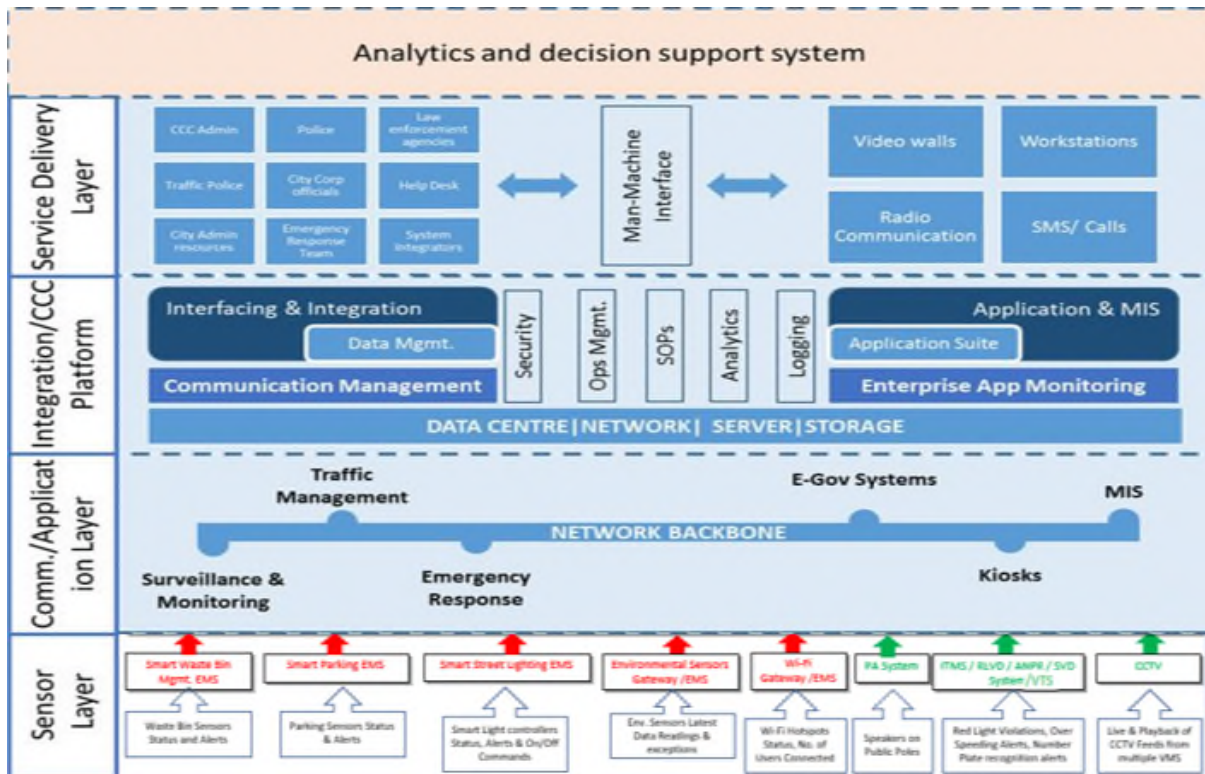 Analytics and decision support system
Service Delivery
Layer
CCC Admin
Police
Law
enforcement
agencies
Traffic Police
City Corp
officials
Help Desk
City Admin
resources
Emergency
Response
Team
System
Integrators
Man-Machine
Interface
Video walls
Workstations
Radio
Communication
SMS/ Calls
Integration/CCC
Platform
Interfacing & Integration
Data Mgmt.
Communication Management
Security
Ops Mgmt.
SOPs
Analytics
Logging
Application & MIS
Application Suite
Enterprise App Monitoring
DATA CENTRE|NETWORK| SERVER|STORAGE
Comm./Applicat
ion Layer
Traffic
Management
E-Gov Systems
MIS
NETWORK BACKBONE
Surveillance &
Monitoring
Emergency
Response
Kiosks
Sensor
Layer
Smart Waste Bin
Mgmt. EMS
Smart Parking EMS
Smart Street Lighting EMS
Environmental Sensors
Gateway /EMS
Wi-Fi
Gateway /EMS
PA System
ITMS / RLVD / ANPR / SVD
System/VTS
CCTV
Waste Bin Sensors
Status and Alerts
Parking Sensors Status
& Alerts
Smart Light controllers
Status, Alerts & On/Off
Commands
Env. Sensors Latest
Data Readings &
exceptions
Wi-Fi Hotspots
Status, No. of
Users Connected
Speakers on
Public Poles
Red Light Violations, Over
Speeding Alerts, Number
Plate recognition alerts
Live & Playback of
CCTV Feeds from
multiple VMS